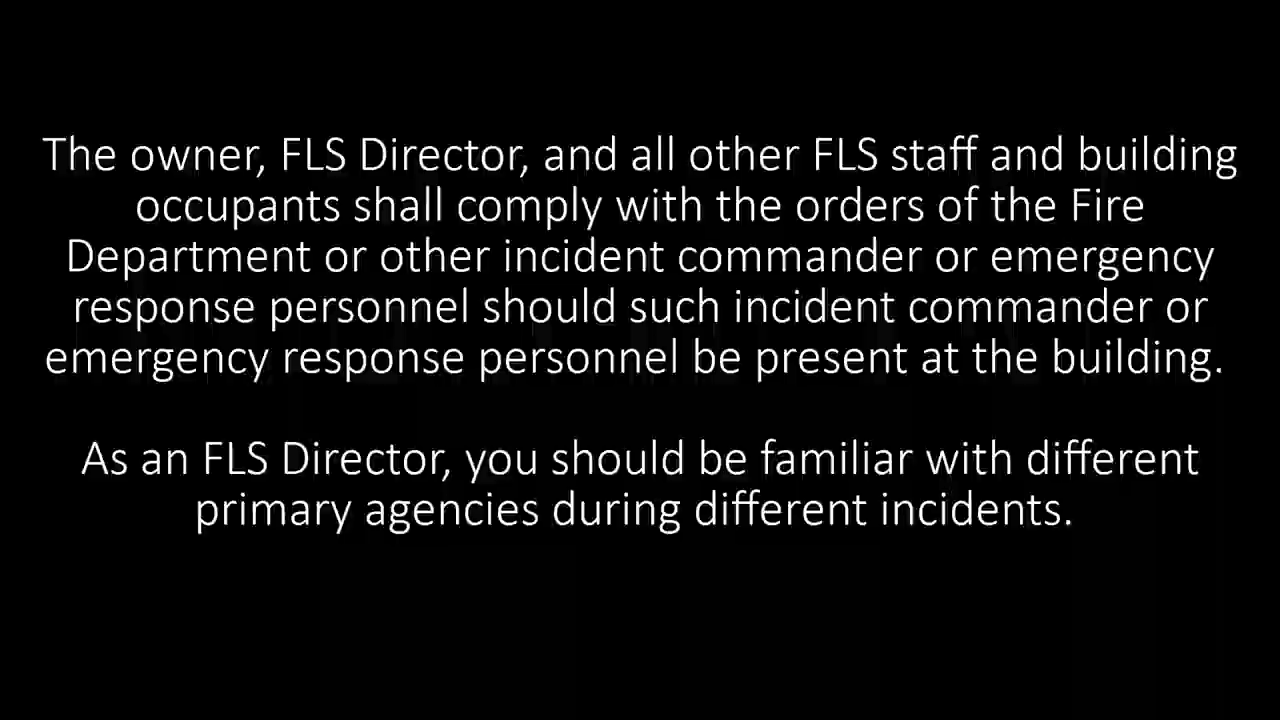 The owner, FLS Director, and all other FLS staff and building
occupants shall comply with the orders of the Fire
Department or other incident commander or emergency
response personnel should such incident commander or
emergency response personnel be present at the building.
As an FLS Director, you should be familiar with different
primary agencies during different incidents.